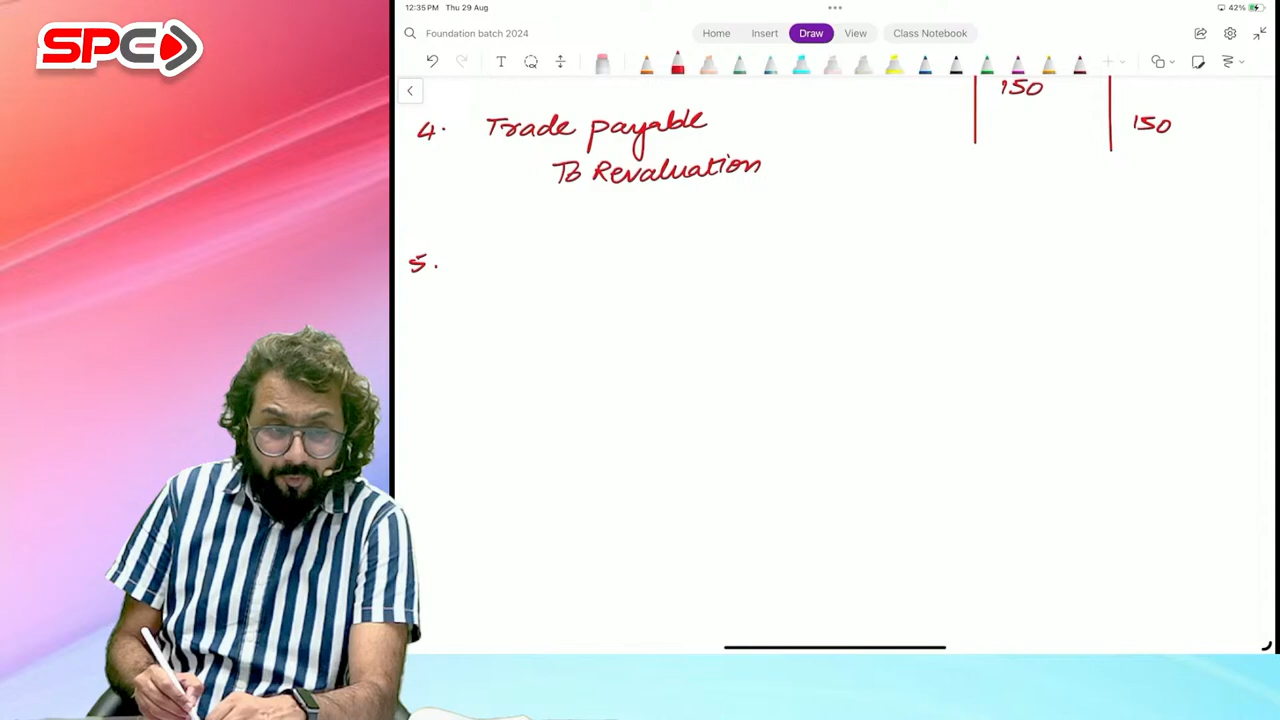 SPE
12:35 PM Thu 29 Aug
42%
Foundation batch 2024
Home Insert Draw View Class Notebook
T
150
4. Trade payable
150
To Revaluation
5.